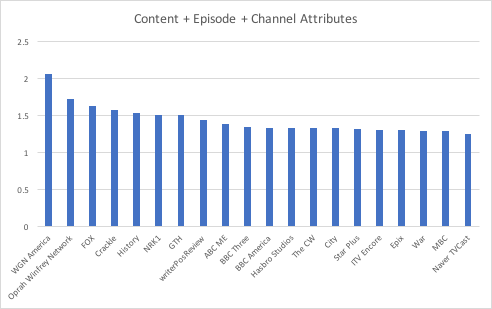 Content + Episode + Channel Attributes
2.5
2
1.5
1
0.5
0
WGN America
Oprah Winfrey Network
FOX
Crackle
History
NRK1
GTH
writerPosReview
ABC ME
BBC Three
BBC America
Hasbro Studios
The CW
City
Star Plus
ITV Encore
Epix
War
MBC
Naver TVCast